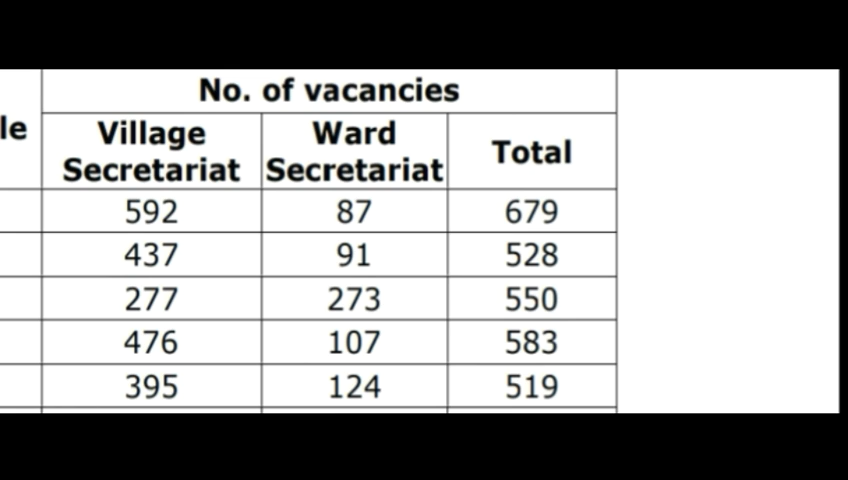 No. of vacancies
le Village Secretariat Ward Secretariat Total
592 87 679
437 91 528
277 273 550
476 107 583
395 124 519